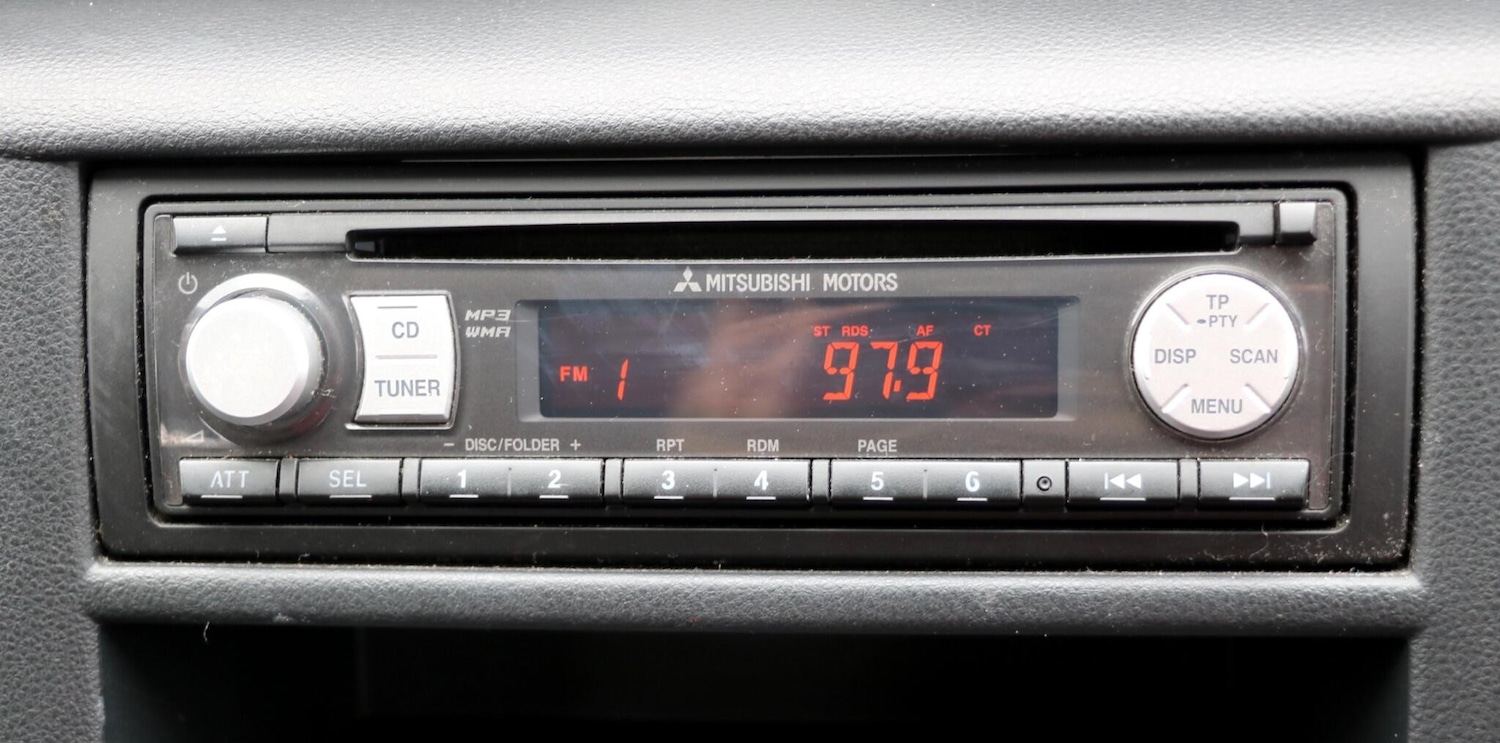 MITSUBISHI MOTORS
MP3
WMA
CD
TUNER
ST RDS AF CT
FM 1 97.9
TP
PTY
DISP SCAN
MENU
- DISC/FOLDER + RPT RDM PAGE
ATT SEL 1 2 3 4 5 6